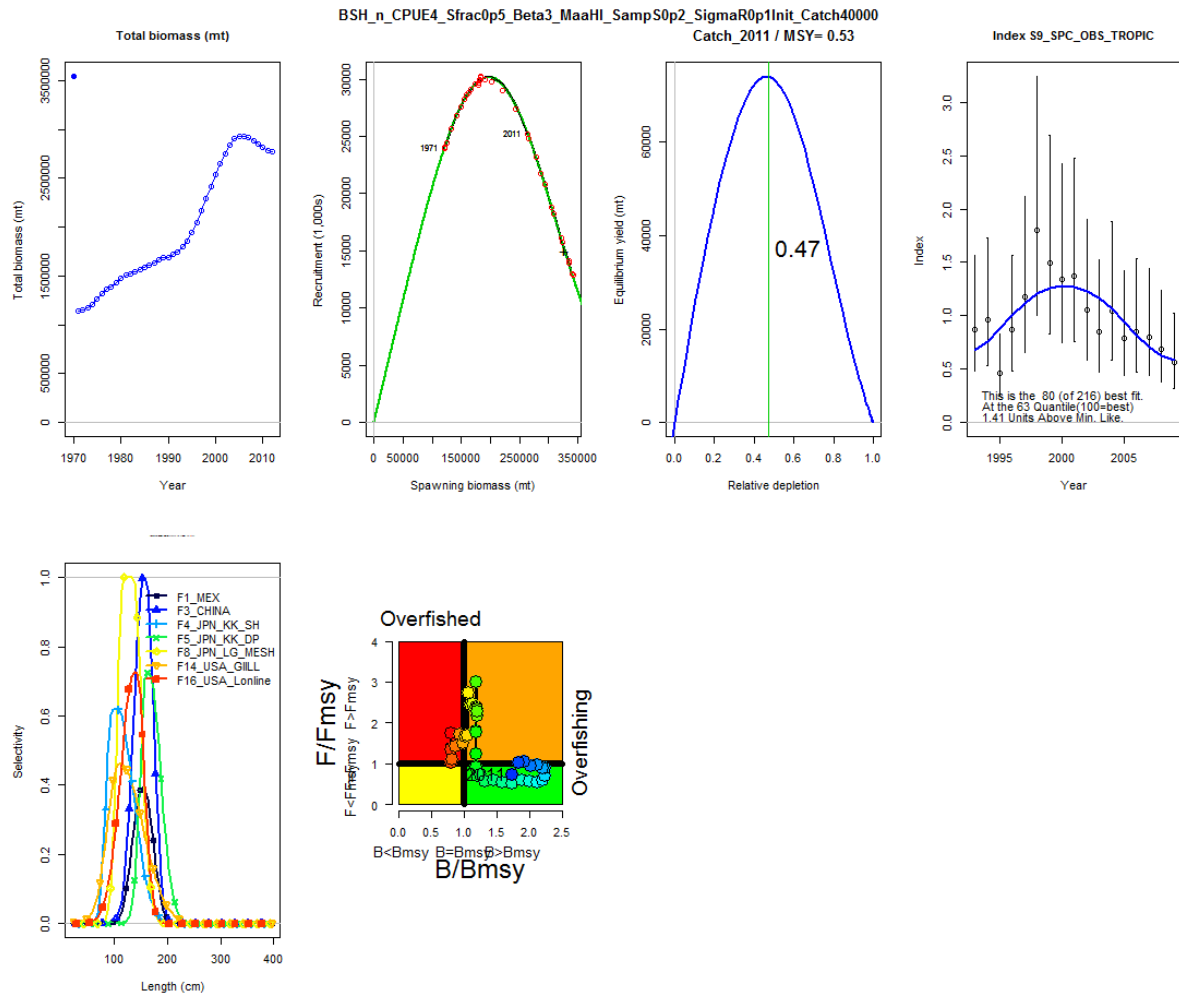 BSH_n_CPUE4_Sfrac0p5_Beta3_MaaHI_SampS0p2_SigmaR0p1Init_Catch40000
Total biomass (mt)
Catch_2011 / MSY= 0.53
Index S9_SPC_OBS_TROPIC
Total biomass (mt)
0
500000
1500000
2500000
3500000
1970
1980
1990
2000
2010
Year
Recruitment (1,000s)
0
5000
10000
15000
20000
25000
30000
1971
2011
0
50000
150000
250000
350000
Spawning biomass (mt)
Equilibrium yield (mt)
0
20000
40000
60000
0.47
0.0
0.2
0.4
0.6
0.8
1.0
Relative depletion
Index
0.0
0.5
1.0
1.5
2.0
2.5
3.0
This is the 80 (of 216) best fit.
At the 63 Quantile(100=best)
1.41 Units Above Min. Like.
1995
2000
2005
Year
Selectivity
0.0
0.2
0.4
0.6
0.8
1.0
F1_MEX
F3_CHINA
F4_JPN_KK_SH
F5_JPN_KK_DP
F8_JPN_LG_MESH
F14_USA_GIILL
F16_USA_Lonline
100
200
300
400
Length (cm)
Overfished
F/Fmsy
F>Fmsy
F<Fmsy
0
1
2
3
4
2011
Overfishing
0.0
0.5
1.0
1.5
2.0
2.5
B<Bmsy
B=Bmsy
B>Bmsy
B/Bmsy